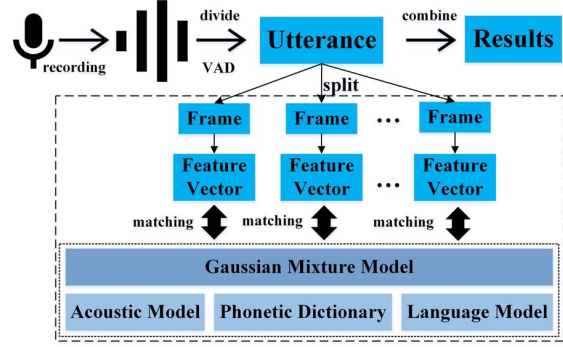 divide
combine
Utterance
Results
recording
VAD
split
Frame
Frame
...
Frame
Feature
Vector
Feature
Vector
...
Feature
Vector
matching
matching
matching
Gaussian Mixture Model
Acoustic Model
Phonetic Dictionary
Language Model